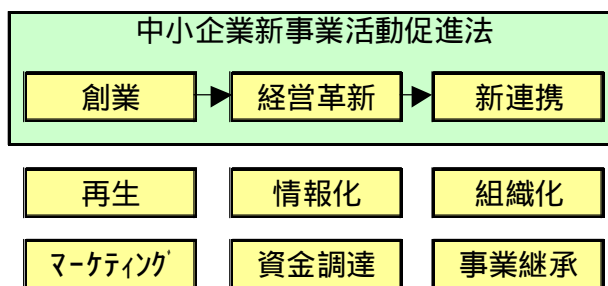 中小企業新事業活動促進法
創業 経営革新 新連携
再生 情報化 組織化
ﾏｰｹﾃｨﾝｸﾞ 資金調達 事業継承